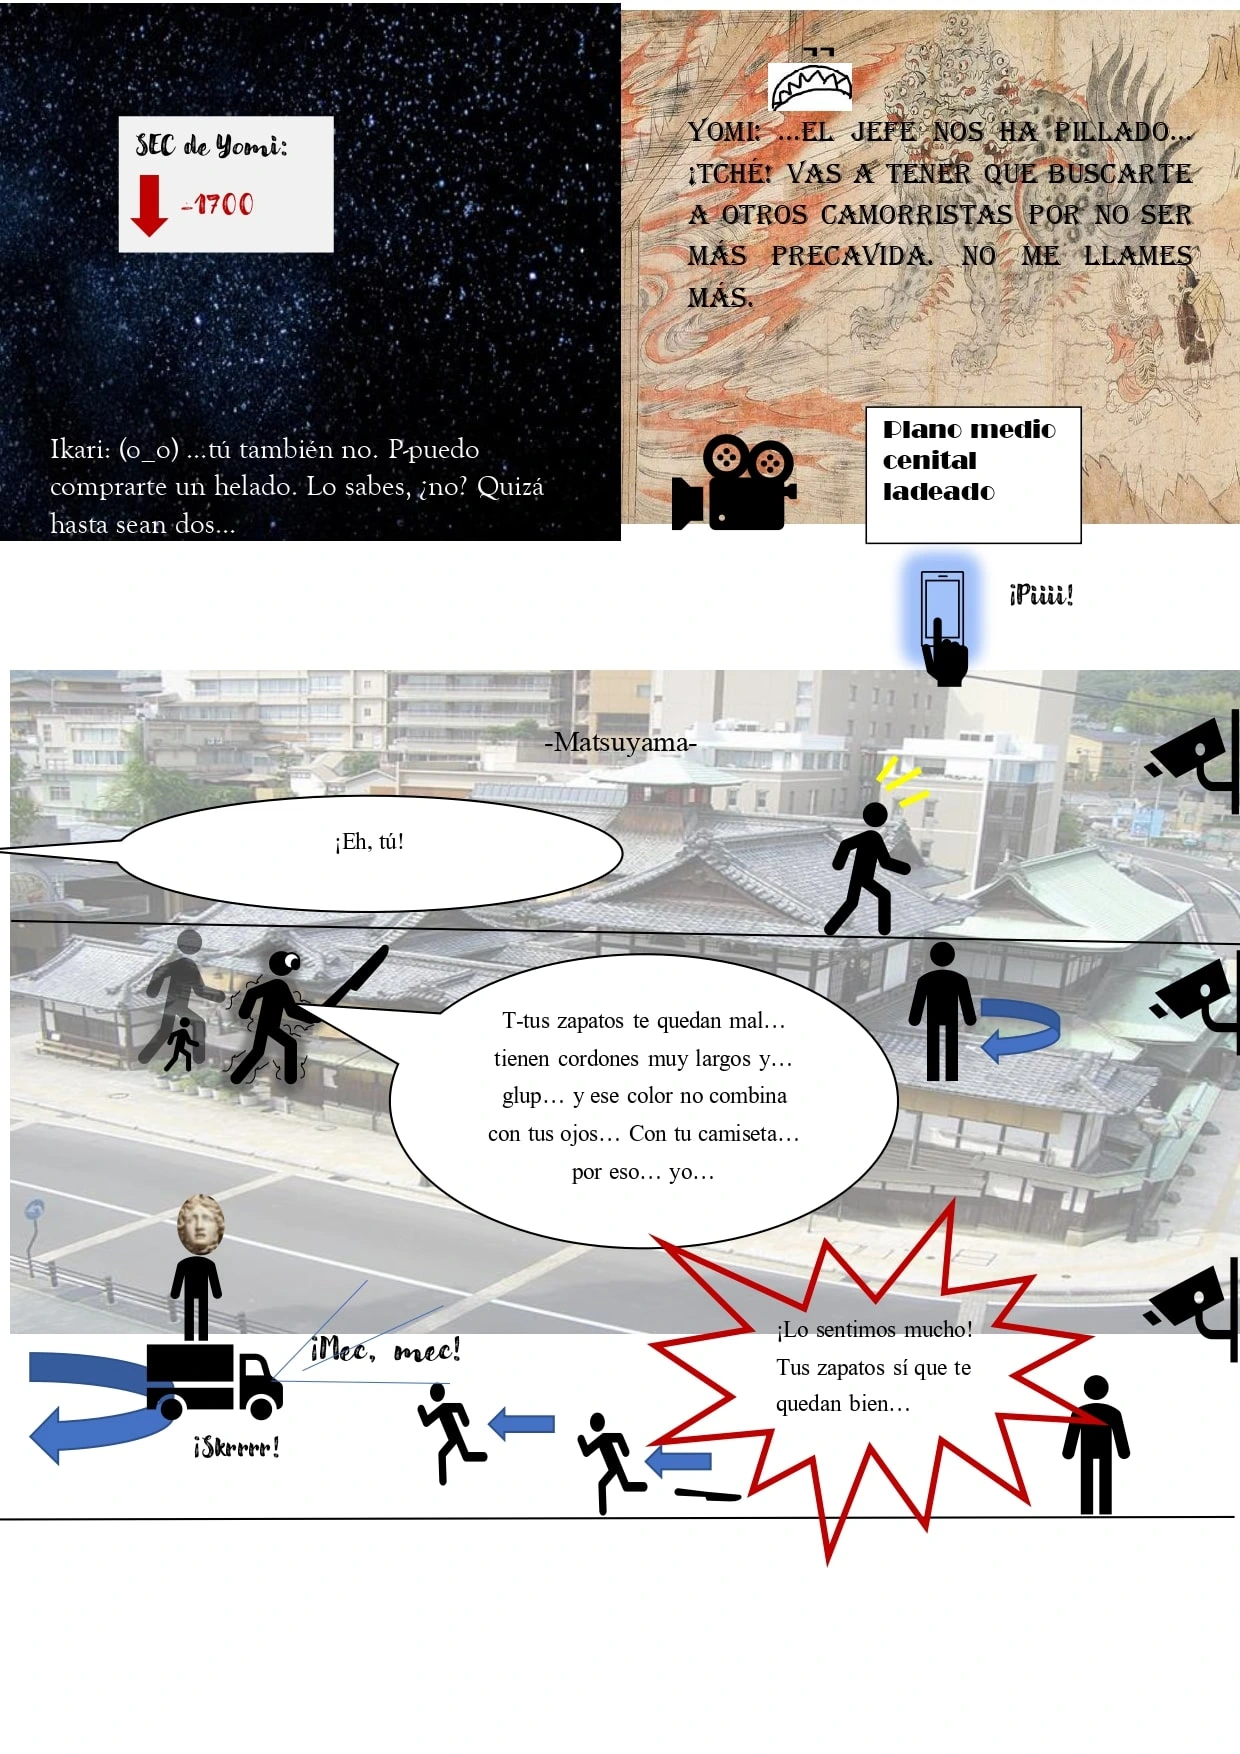 SEC de Yomi:
-1700
Ikari: (o_o) ...tú también no. P-puedo
comprarte un helado. Lo sabes, ¿no? Quizá
hasta sean dos...
YOMI: ...EL JEFE NOS HA PILLADO...
¡TCHÉ! VAS A TENER QUE BUSCARTE
A OTROS CAMORRISTAS POR NO SER
MÁS PRECAVIDA. NO ME LLAMES
MÁS.
Plano medio
cenital
ladeado
¡Piiii!
-Matsuyama-
¡Eh, tú!
T-tus zapatos te quedan mal…
tienen cordones muy largos y…
glup… y ese color no combina
con tus ojos… Con tu camiseta…
por eso… yo…
¡Mec, mec!
¡Skrrrr!
¡Lo sentimos mucho!
Tus zapatos sí que te
quedan bien…